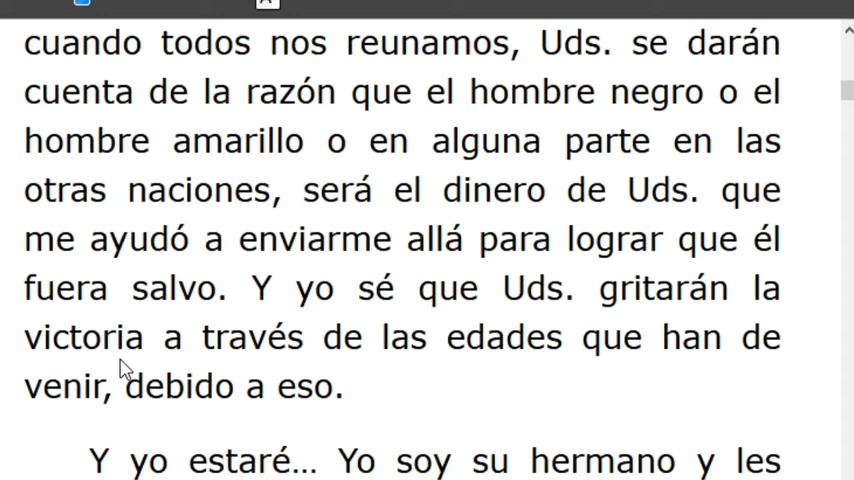 cuando todos nos reunamos, Uds. se darán
cuenta de la razón que el hombre negro o el
hombre amarillo o en alguna parte en las
otras naciones, será el dinero de Uds. que
me ayudó a enviarme allá para lograr que él
fuera salvo. Y yo sé que Uds. gritarán la
victoria a través de las edades que han de
venir, debido a eso.
Y yo estaré... Yo soy su hermano y les